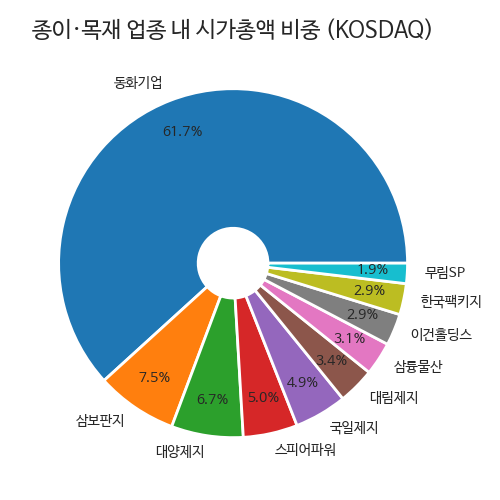 종이·목재 업종 내 시가총액 비중 (KOSDAQ)
동화기업
61.7%
7.5%
삼보판지
6.7%
대양제지
5.0%
스피어파워
4.9%
국일제지
3.4%
대림제지
3.1%
삼륭물산
2.9%
이건홀딩스
2.9%
한국팩키지
1.9%
무림SP